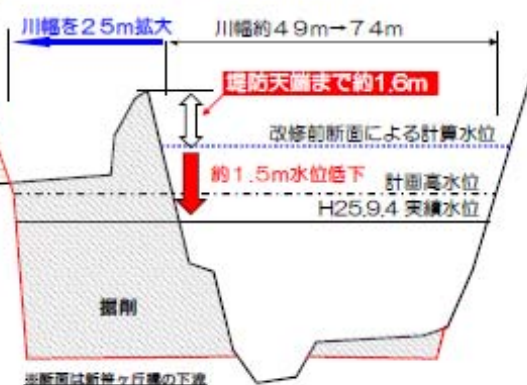 川幅を25m拡大
川幅約49m→74m
堤防天端まで約1.6m
改修前断面による計算水位
約1.5m水位低下
計画高水位
H25.9.4 実績水位
掘削
※断面は新笹ヶ丘橋の下流